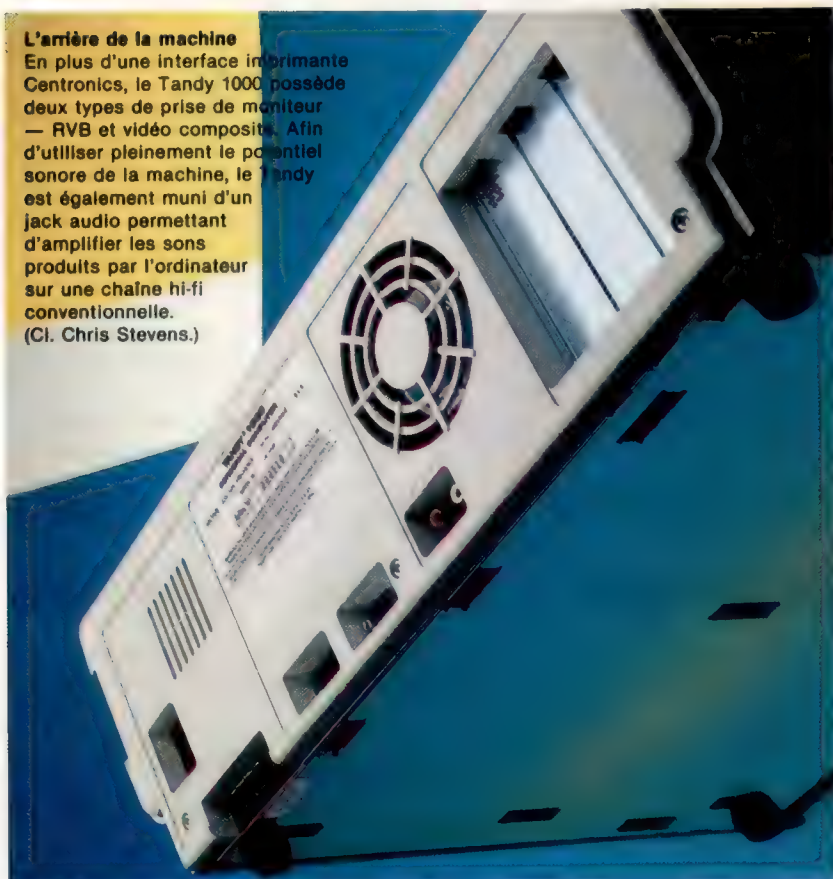 L'arrière de la machine
En plus d'une interface imprimante
Centronics, le Tandy 1000 possède
deux types de prise de moniteur
— RVB et vidéo composite. Afin
d'utiliser pleinement le potentiel
sonore de la machine, le Tandy
est également muni d'un
jack audio permettant
d'amplifier les sons
produits par l'ordinateur
sur une chaîne hi-fi
conventionnelle.
(Cl. Chris Stevens.)